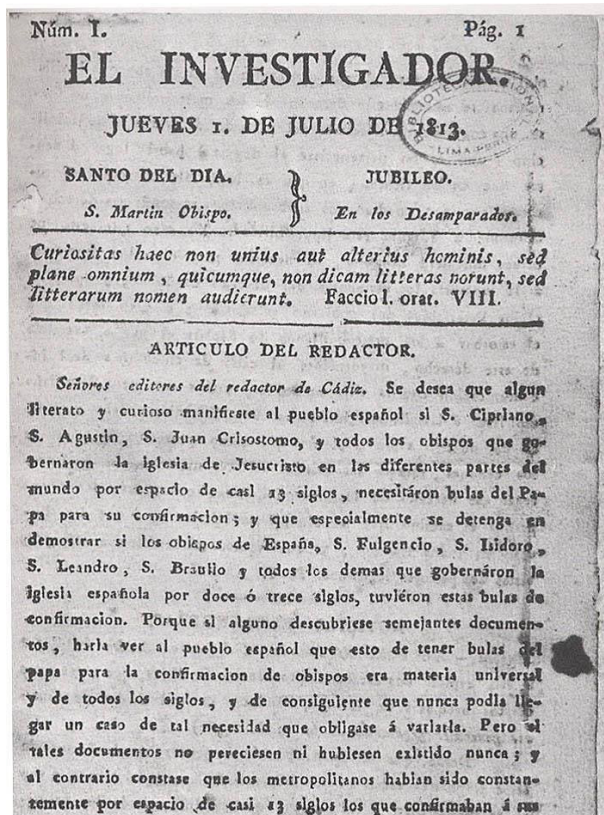 Núm. I. Pág. 1
EL INVESTIGADOR.
JUEVES 1. DE JULIO DE 1813.
BIBLIOTECA NACIONAL
LIMA-PERU
SANTO DEL DIA. } JUBILEO.
S. Martin Obispo. En los Desamparados.
Curiositas haec non unius aut alterius hominis, sed
plane omnium, quicumque, non dicam litteras norunt, sed
litterarum nomen audierunt. Facciol. orat. VIII.
ARTICULO DEL REDACTOR.
Señores editores del redactor de Cádiz. Se desea que algun
literato y curioso manifieste al pueblo español si S. Cipriano,
S. Agustin, S. Juan Crisostomo, y todos los obispos que go-
bernaron la iglesia de Jesucristo en las diferentes partes del
mundo por espacio de casi 13 siglos, necesitáron bulas del Pa-
pa para su confirmacion; y que especialmente se detenga en
demostrar si los obispos de España, S. Fulgencio, S. Isidoro,
S. Leandro, S. Braulio y todos los demas que gobernáron la
iglesia española por doce ó trece siglos, tuviéron estas bulas de
confirmacion. Porque si alguno descubriese semejantes documen-
tos, haria ver al pueblo español que esto de tener bulas del
papa para la confirmacion de obispos era materia universal
y de todos los siglos, y de consiguiente que nunca podia lle-
gar un caso de tal necesidad que obligase á variarla. Pero si
tales documentos no pereciesen ni hubiesen existido nunca; y
al contrario constase que los metropolitanos habian sido constan-
temente por espacio de casi 13 siglos los que confirmaban á sus